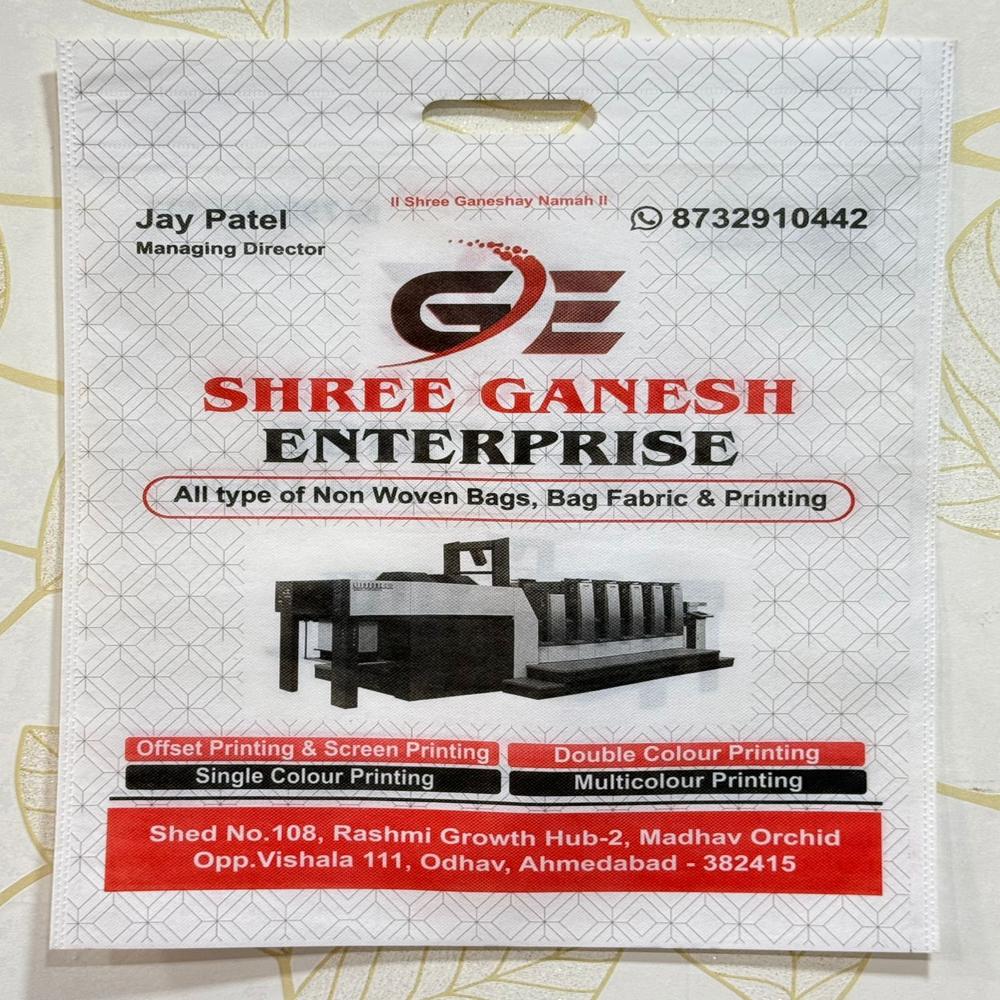 II Shree Ganeshay Namah II
Jay Patel
Managing Director
8732910442
GE
SHREE GANESH
ENTERPRISE
All type of Non Woven Bags, Bag Fabric & Printing
Offset Printing & Screen Printing
Double Colour Printing
Single Colour Printing
Multicolour Printing
Shed No.108, Rashmi Growth Hub-2, Madhav Orchid
Opp.Vishala 111, Odhav, Ahmedabad - 382415